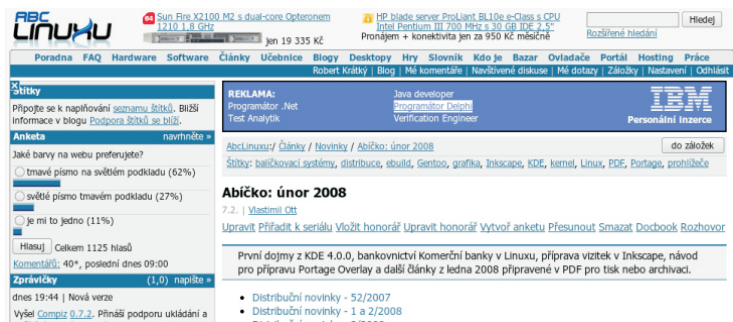 ABC
LINUXU
64 Sun Fire X2100 M2 s dual-core Opteronem
1210 1,8 GHz
jen 19 335 Kč
HP blade server ProLiant BL10e e-Class s CPU
Intel Pentium III 700 MHz s 30 GB IDE 2,5"
Pronájem + konektivita jen za 950 Kč měsíčně
Hledej
Rozšířené hledání
Poradna FAQ Hardware Software Články Učebnice Blogy Desktopy Hry Slovník Kdo je Bazar Ovladače Portál Hosting Práce
Robert Krátký | Blog | Mé komentáře | Navštívené diskuse | Mé dotazy | Záložky | Nastavení | Odhlásit
Štítky
Připojte se k naplňování seznamu štítků. Bližší
informace v blogu Podpora štítků se blíží.
Anketa navrhněte »
Jaké barvy na webu preferujete?
tmavé písmo na světlém podkladu (62%)
světlé písmo tmavém podkladu (27%)
je mi to jedno (11%)
Hlasuj Celkem 1125 hlasů
Komentářů: 40*, poslední dnes 09:00
Zprávičky (1,0) napište »
dnes 19:44 | Nová verze
Vyšel Compiz 0.7.2. Přináší podporu ukládání a
REKLAMA:
Programátor .Net
Test Analytik
Java developer
Programátor Delphi
Verification Engineer
IBM
Personální inzerce
AbcLinuxu:/ Články / Novinky / Abíčko: únor 2008
do záložek
Štítky: balíčkovací systémy, distribuce, ebuild, Gentoo, grafika, Inkscape, KDE, kernel, Linux, PDF, Portage, prohlížeče
Abíčko: únor 2008
7.2. | Vlastimil Ott
Upravit Přiřadit k seriálu Vložit honorář Upravit honorář Vytvoř anketu Přesunout Smazat Docbook Rozhovor
První dojmy z KDE 4.0.0, bankovnictví Komerční banky v Linuxu, příprava vizitek v Inkscape, návod
pro přípravu Portage Overlay a další články z ledna 2008 připravené v PDF pro tisk nebo archivaci.
Distribuční novinky - 52/2007
Distribuční novinky - 1 a 2/2008